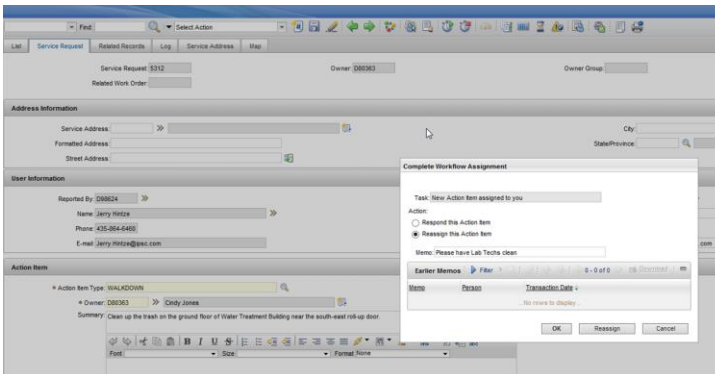 Find:
Select Action
List Service Request Related Records Log Service Address Map
Service Request: 5312 Owner: D80363 Owner Group:
Related Work Order:
Address Information
Service Address: City:
Formatted Address: State/Province:
Street Address:
User Information
Reported By: D98624
Name: Jerry Hintze
Phone: 435-864-6460
E-mail: Jerry.Hintze@ipsc.com
Action Item
Action Item Type: WALKDOWN
Owner: D80363 Cindy Jones
Summary: Clean up the trash on the ground floor of Water Treatment Building near the south-east roll-up door.
Font Size Format None
Complete Workflow Assignment
Task: New Action Item assigned to you
Action:
Respond this Action Item
Reassign this Action Item
Memo: Please have Lab Techs clean
Earlier Memos Filter 0 - 0 of 0 Download
Memo Person Transaction Date
...No rows to display...
OK Reassign Cancel
com